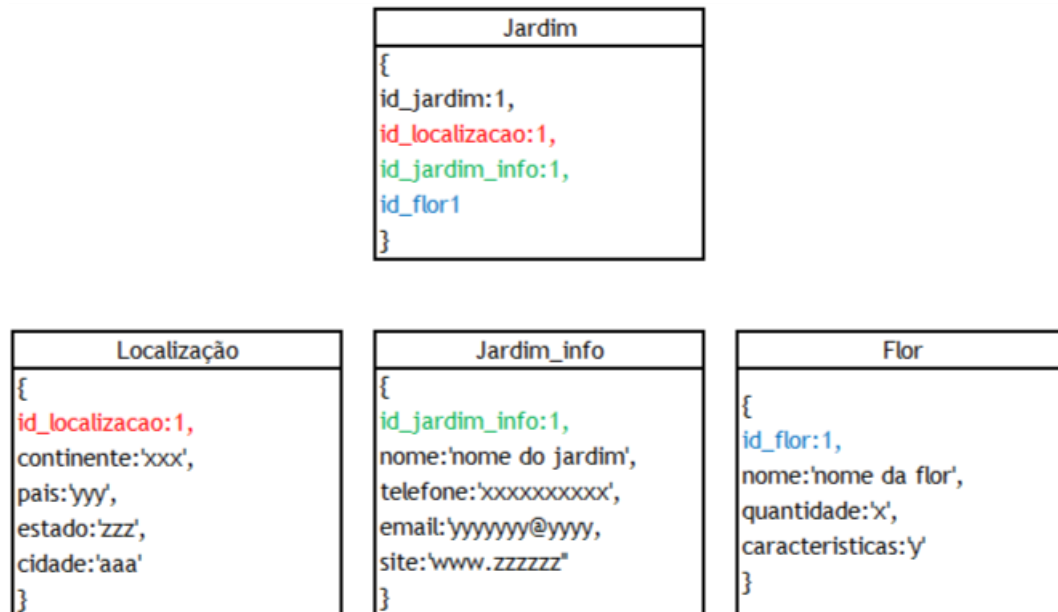 Jardim
{
id_jardim:1,
id_localizacao:1,
id_jardim_info:1,
id_flor1
}
Localização
{
id_localizacao:1,
continente:'xxx',
pais:'yyy',
estado:'zzz',
cidade:'aaa'
}
Jardim_info
{
id_jardim_info:1,
nome:'nome do jardim',
telefone:'xxxxxxxxxx',
email:'yyyyyyy@yyyy,
site:'www.zzzzzz"
}
Flor
{
id_flor:1,
nome:'nome da flor',
quantidade:'x',
caracteristicas:'y'
}